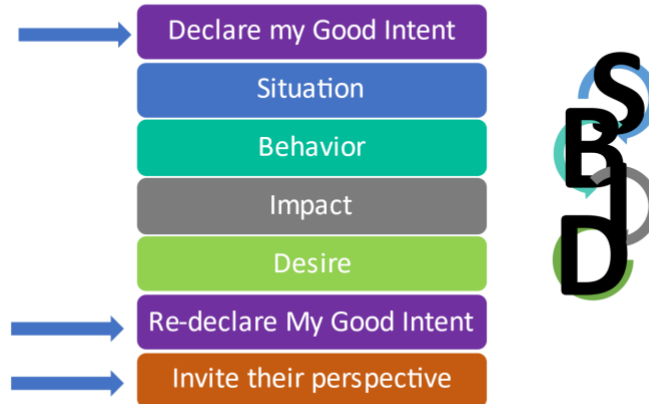 Declare my Good Intent
Situation
Behavior
Impact
Desire
Re-declare My Good Intent
Invite their perspective
S
B
I
D